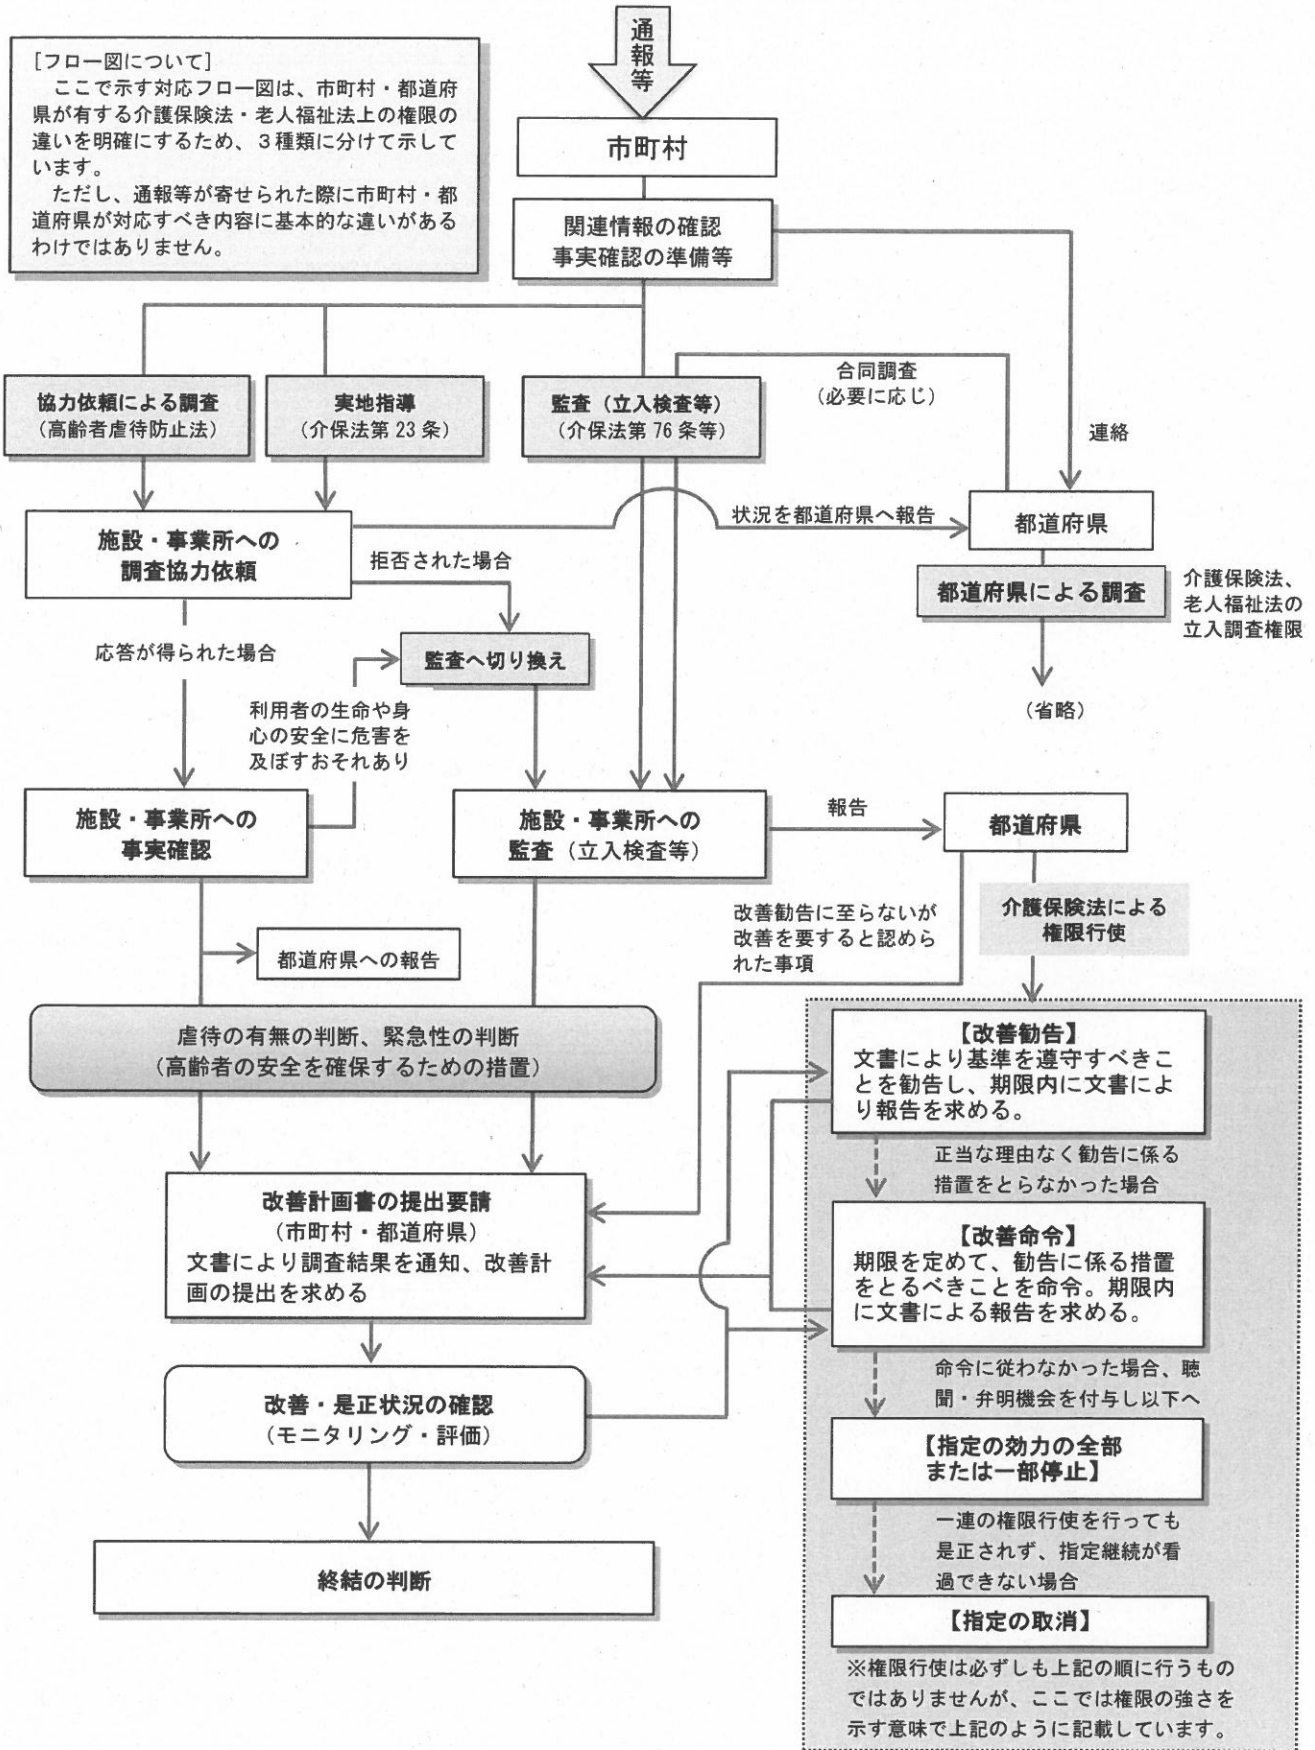 通報等
[フロー図について]
ここで示す対応フロー図は、市町村・都道府
県が有する介護保険法・老人福祉法上の権限の
違いを明確にするため、３種類に分けて示して
います。
ただし、通報等が寄せられた際に市町村・都
道府県が対応すべき内容に基本的な違いがある
わけではありません。
市町村
関連情報の確認
事実確認の準備等
協力依頼による調査
(高齢者虐待防止法)
実地指導
(介保法第 23 条)
監査（立入検査等）
(介保法第 76 条等)
合同調査
(必要に応じ)
連絡
施設・事業所への
調査協力依頼
状況を都道府県へ報告
都道府県
拒否された場合
都道府県による調査
介護保険法、
老人福祉法の
立入調査権限
(省略)
応答が得られた場合
監査へ切り換え
利用者の生命や身
心の安全に危害を
及ぼすおそれあり
施設・事業所への
事実確認
施設・事業所への
監査（立入検査等）
報告
都道府県
都道府県への報告
改善勧告に至らないが
改善を要すると認めら
れた事項
介護保険法による
権限行使
虐待の有無の判断、緊急性の判断
(高齢者の安全を確保するための措置)
【改善勧告】
文書により基準を遵守すべきこ
とを勧告し、期限内に文書によ
り報告を求める。
正当な理由なく勧告に係る
措置をとらなかった場合
改善計画書の提出要請
（市町村・都道府県）
文書により調査結果を通知、改善計
画の提出を求める
【改善命令】
期限を定めて、勧告に係る措置
をとるべきことを命令。期限内
に文書による報告を求める。
命令に従わなかった場合、聴
聞・弁明機会を付与し以下へ
改善・是正状況の確認
（モニタリング・評価）
【指定の効力の全部
または一部停止】
一連の権限行使を行っても
是正されず、指定継続が看
過できない場合
終結の判断
【指定の取消】
※権限行使は必ずしも上記の順に行うもの
ではありませんが、ここでは権限の強さを
示す意味で上記のように記載しています。